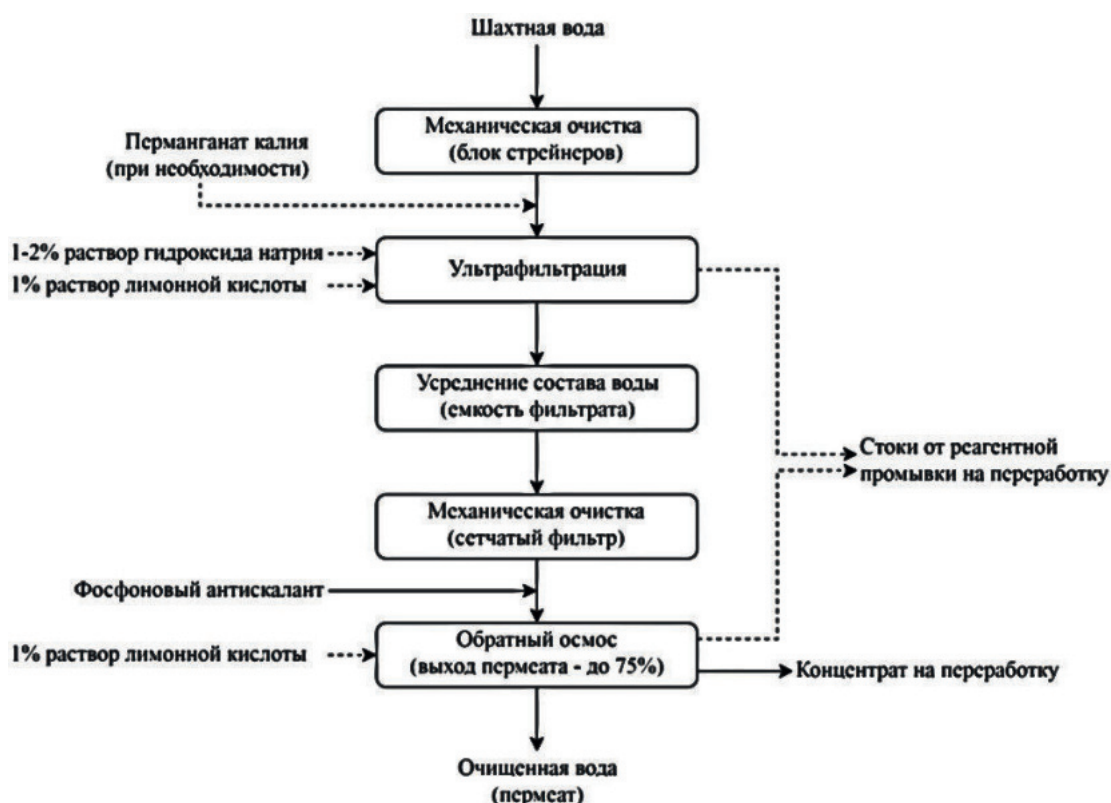 Шахтная вода
Механическая очистка
(блок стрейнеров)
Перманганат калия
(при необходимости)
1-2% раствор гидроксида натрия
1% раствор лимонной кислоты
Ультрафильтрация
Усреднение состава воды
(емкость фильтрата)
Стоки от реагентной
промывки на переработку
Механическая очистка
(сетчатый фильтр)
Фосфоновый антискалант
1% раствор лимонной кислоты
Обратный осмос
(выход пермеата - до 75%)
Концентрат на переработку
Очищенная вода
(пермеат)